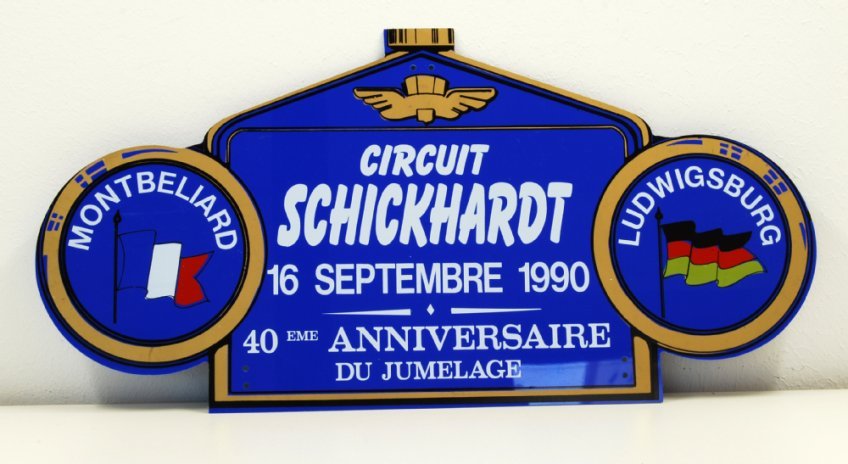 CIRCUIT
SCHICKHARDT
16 SEPTEMBRE 1990
40 EME ANNIVERSAIRE
DU JUMELAGE
MONTBELIARD
LUDWIGSBURG